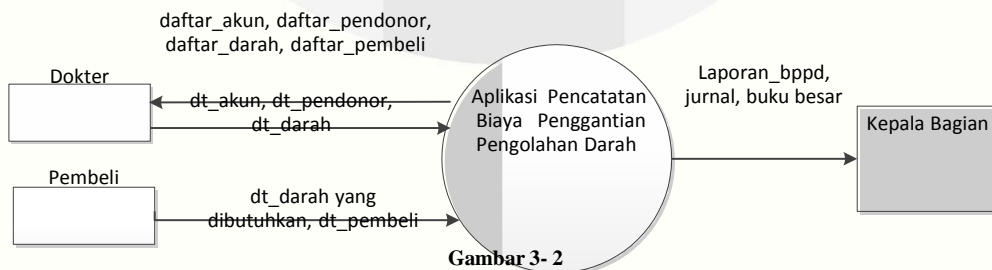 daftar_akun, daftar_pendonor,
daftar_darah, daftar_pembeli
Dokter
dt_akun, dt_pendonor,
dt_darah
Pembeli
dt_darah yang
dibutuhkan, dt_pembeli
Aplikasi Pencatatan
Biaya Penggantian
Pengolahan Darah
Laporan_bppd,
jurnal, buku besar
Kepala Bagian
Gambar 3- 2